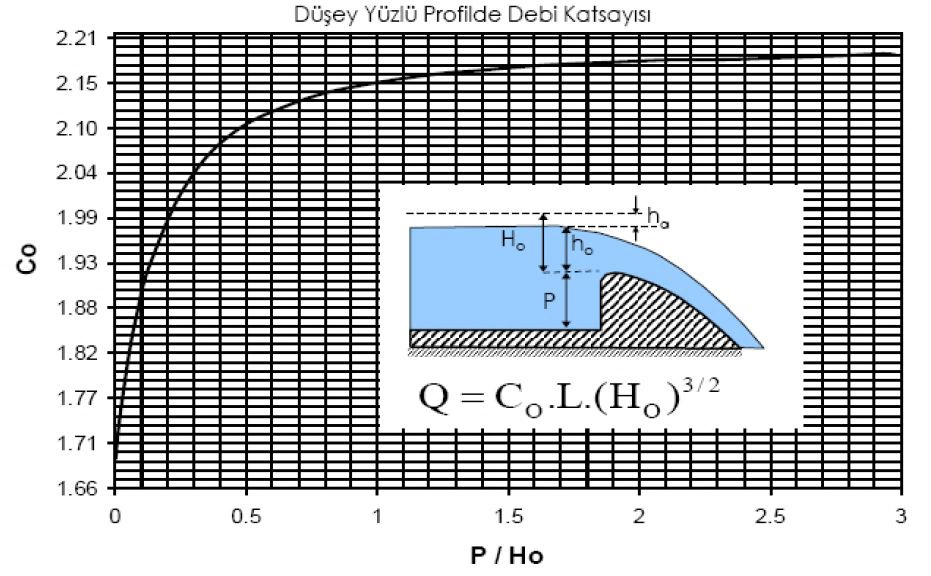 Düşey Yüzlü Profilde Debi Katsayısı
2.21
2.15
2.10
2.04
1.99
1.93
1.88
1.82
1.77
1.71
1.66
Co
hₐ
Hₒ
hₒ
P
Q = Cₒ.L.(Hₒ)³/²
0 0.5 1 1.5 2 2.5 3
P / Ho